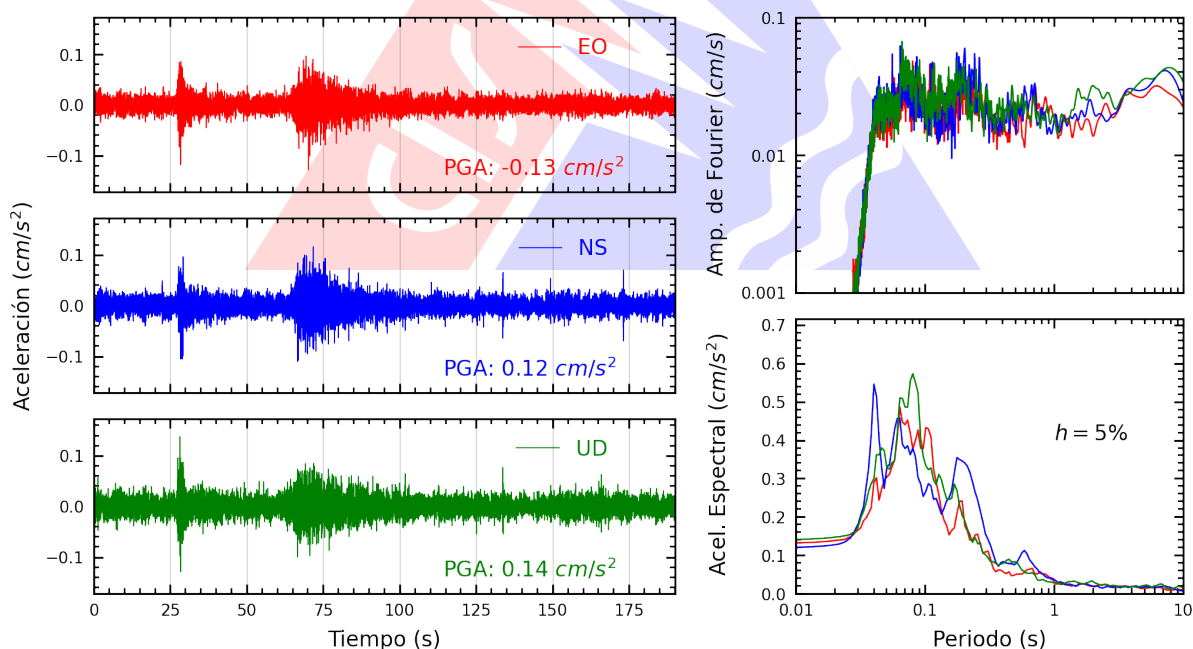 Aceleración (cm/s²)
0.1
0.0
−0.1
EO
PGA: -0.13 cm/s²
0.1
0.0
−0.1
NS
PGA: 0.12 cm/s²
0.1
0.0
−0.1
UD
PGA: 0.14 cm/s²
0 25 50 75 100 125 150 175
Tiempo (s)
Amp. de Fourier (cm/s)
0.1
0.01
0.001
Acel. Espectral (cm/s²)
0.7
0.6
0.5
0.4
0.3
0.2
0.1
0.0
h = 5%
0.01 0.1 1 10
Periodo (s)